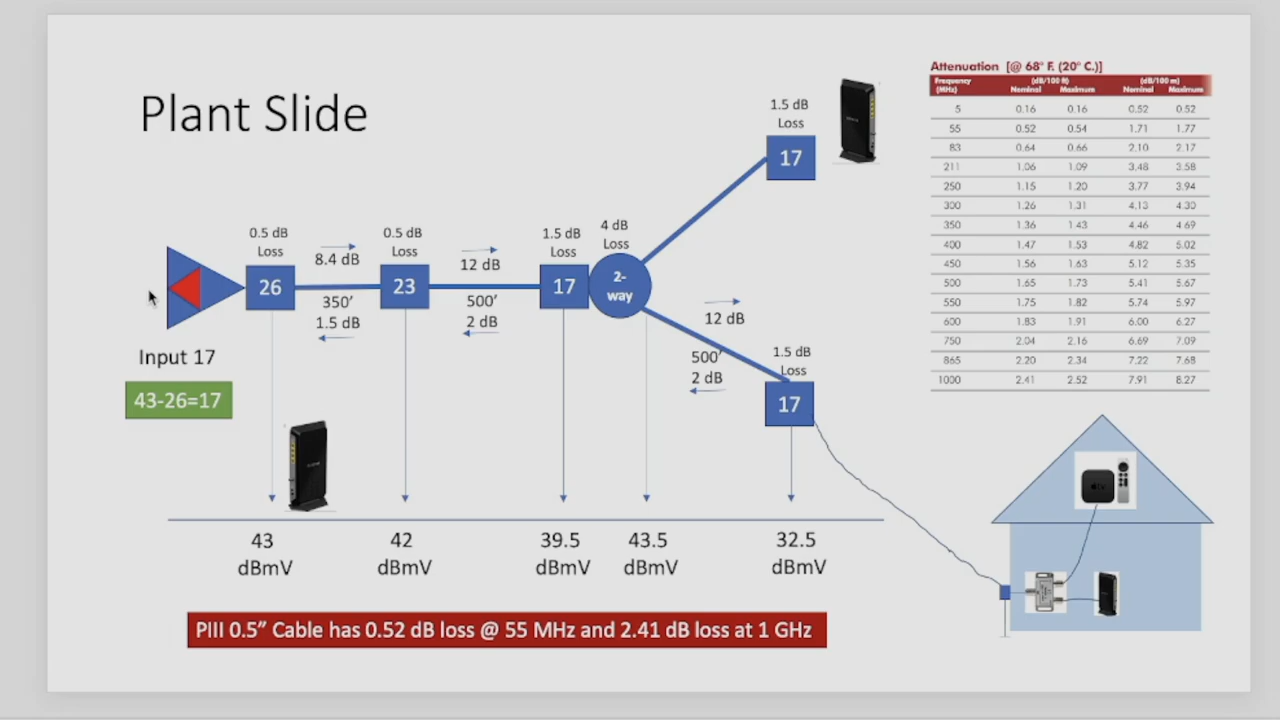 Plant Slide
Attenuation [@ 68° F. (20° C.)]
Frequency (MHz) (dB/100 ft) Nominal Maximum (dB/100 m) Nominal Maximum
5 0.16 0.16 0.52 0.52
55 0.52 0.54 1.71 1.77
83 0.64 0.66 2.10 2.17
211 1.06 1.09 3.48 3.58
250 1.15 1.20 3.77 3.94
300 1.26 1.31 4.13 4.30
350 1.36 1.43 4.46 4.69
400 1.47 1.53 4.82 5.02
450 1.56 1.63 5.12 5.35
500 1.65 1.73 5.41 5.67
550 1.75 1.82 5.74 5.97
600 1.83 1.91 6.00 6.27
750 2.04 2.16 6.69 7.09
865 2.20 2.34 7.22 7.68
1000 2.41 2.52 7.91 8.27
1.5 dB
Loss
17
0.5 dB
Loss
26
8.4 dB
350'
1.5 dB
0.5 dB
Loss
23
12 dB
500'
2 dB
1.5 dB
Loss
17
4 dB
Loss
2-
way
12 dB
500'
2 dB
1.5 dB
Loss
17
Input 17
43-26=17
43
dBmV
42
dBmV
39.5
dBmV
43.5
dBmV
32.5
dBmV
PIII 0.5” Cable has 0.52 dB loss @ 55 MHz and 2.41 dB loss at 1 GHz